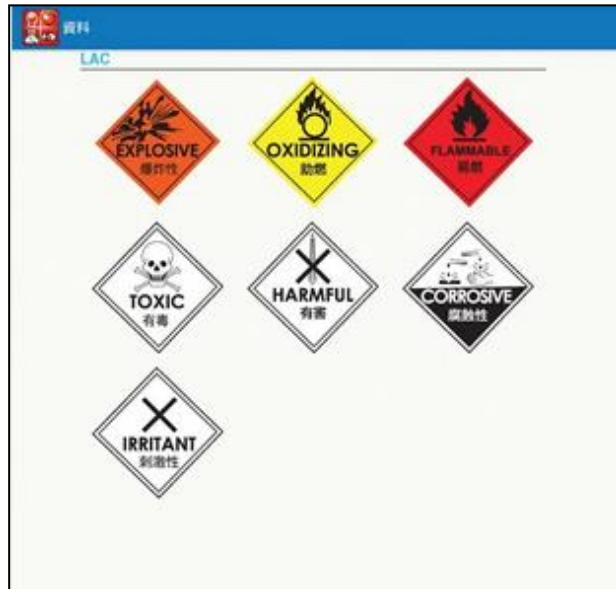 資料
LAC
EXPLOSIVE
爆炸性
OXIDIZING
助燃
FLAMMABLE
易燃
TOXIC
有毒
HARMFUL
有害
CORROSIVE
腐蝕性
IRRITANT
刺激性